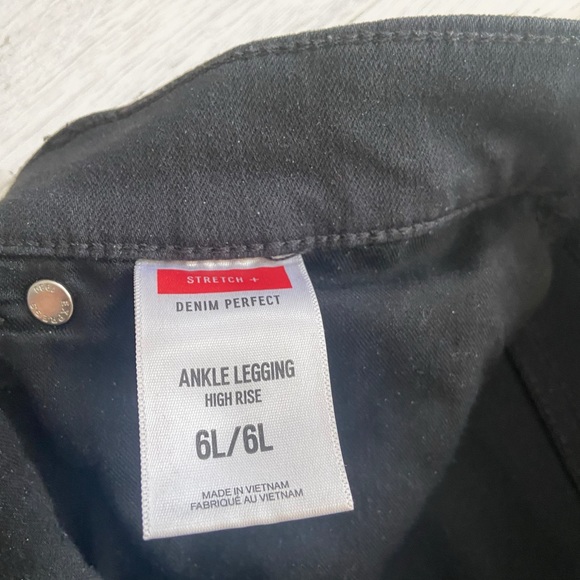 STRETCH +
DENIM PERFECT
ANKLE LEGGING
HIGH RISE
6L/6L
MADE IN VIETNAM
FABRIQUÉ AU VIETNAM